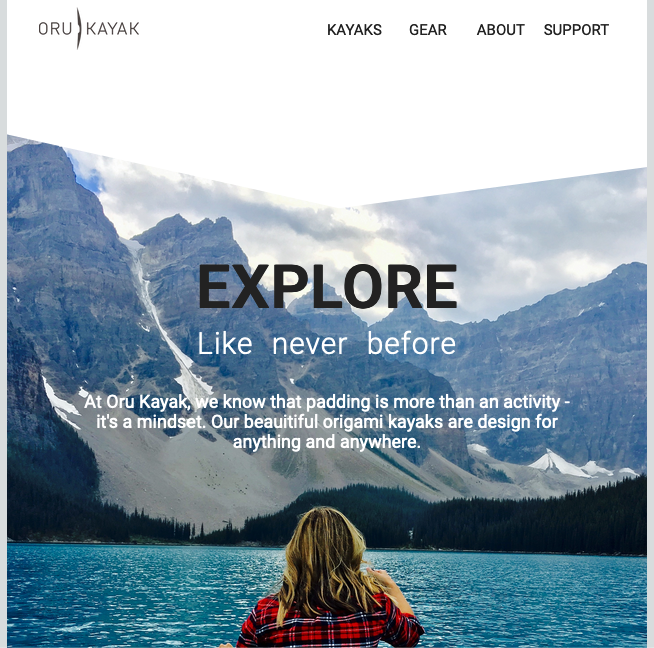 ORU KAYAK
KAYAKS GEAR ABOUT SUPPORT
EXPLORE
Like never before
At Oru Kayak, we know that padding is more than an activity -
it's a mindset. Our beauitiful origami kayaks are design for
anything and anywhere.